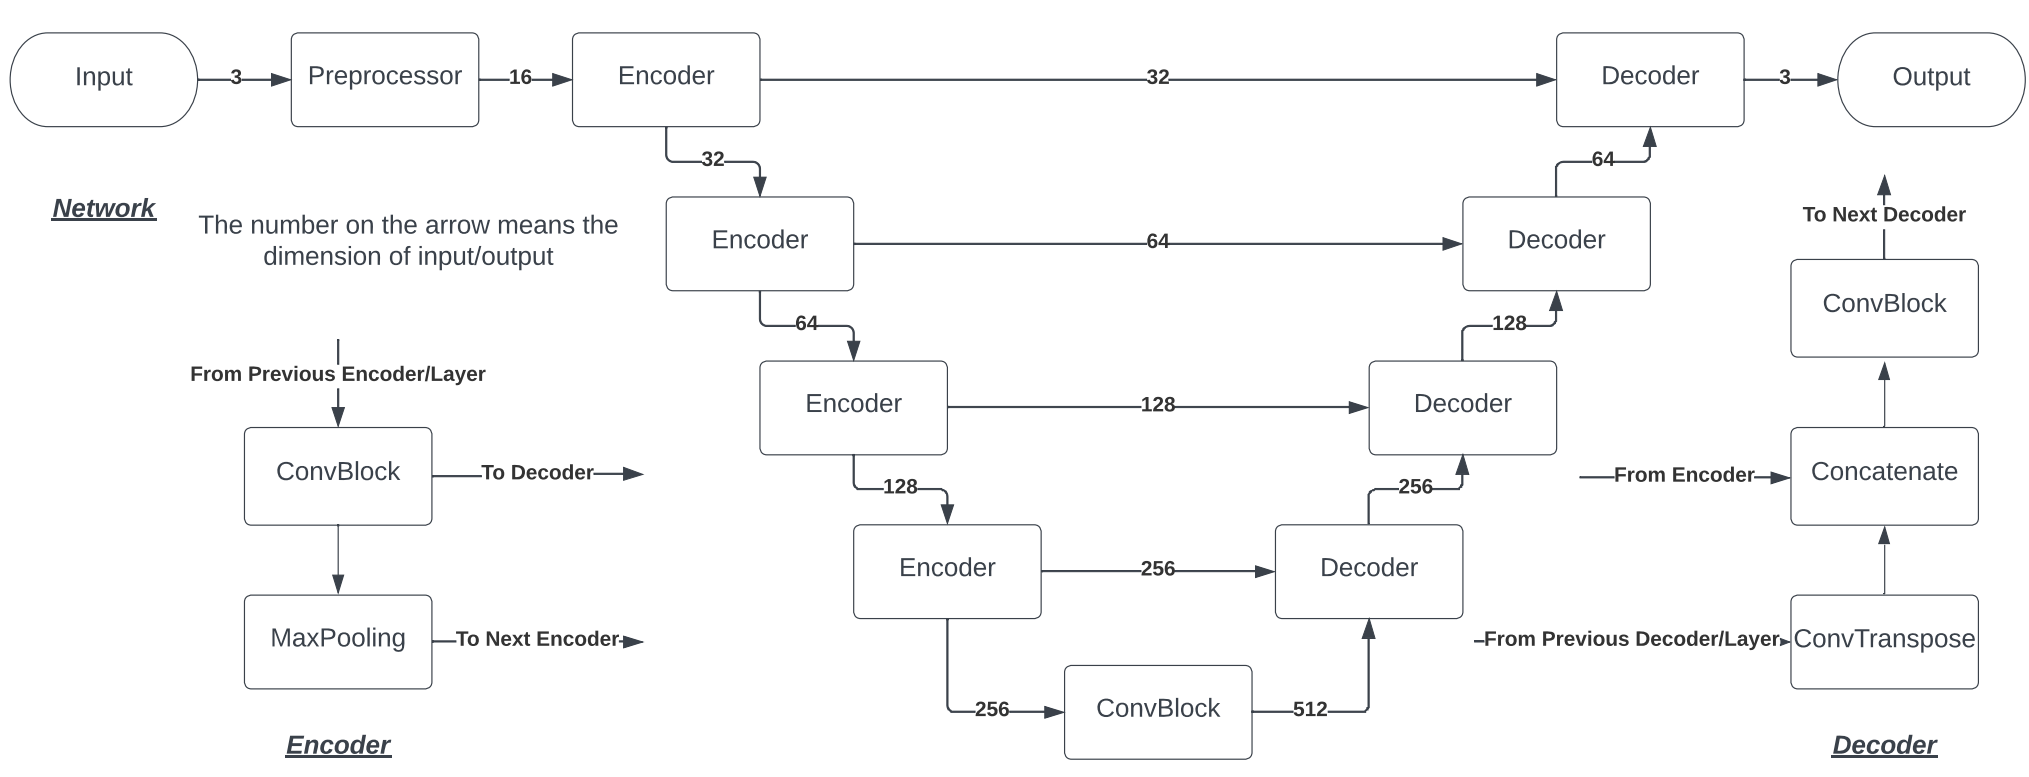 Input
3
Preprocessor
16
Encoder
32
Decoder
3
Output
32
64
Network
The number on the arrow means the
dimension of input/output
Encoder
64
Decoder
64
128
Encoder
128
Decoder
128
256
Encoder
256
Decoder
256
ConvBlock
512
From Previous Encoder/Layer
ConvBlock
To Decoder
MaxPooling
To Next Encoder
Encoder
To Next Decoder
ConvBlock
From Encoder
Concatenate
From Previous Decoder/Layer
ConvTranspose
Decoder